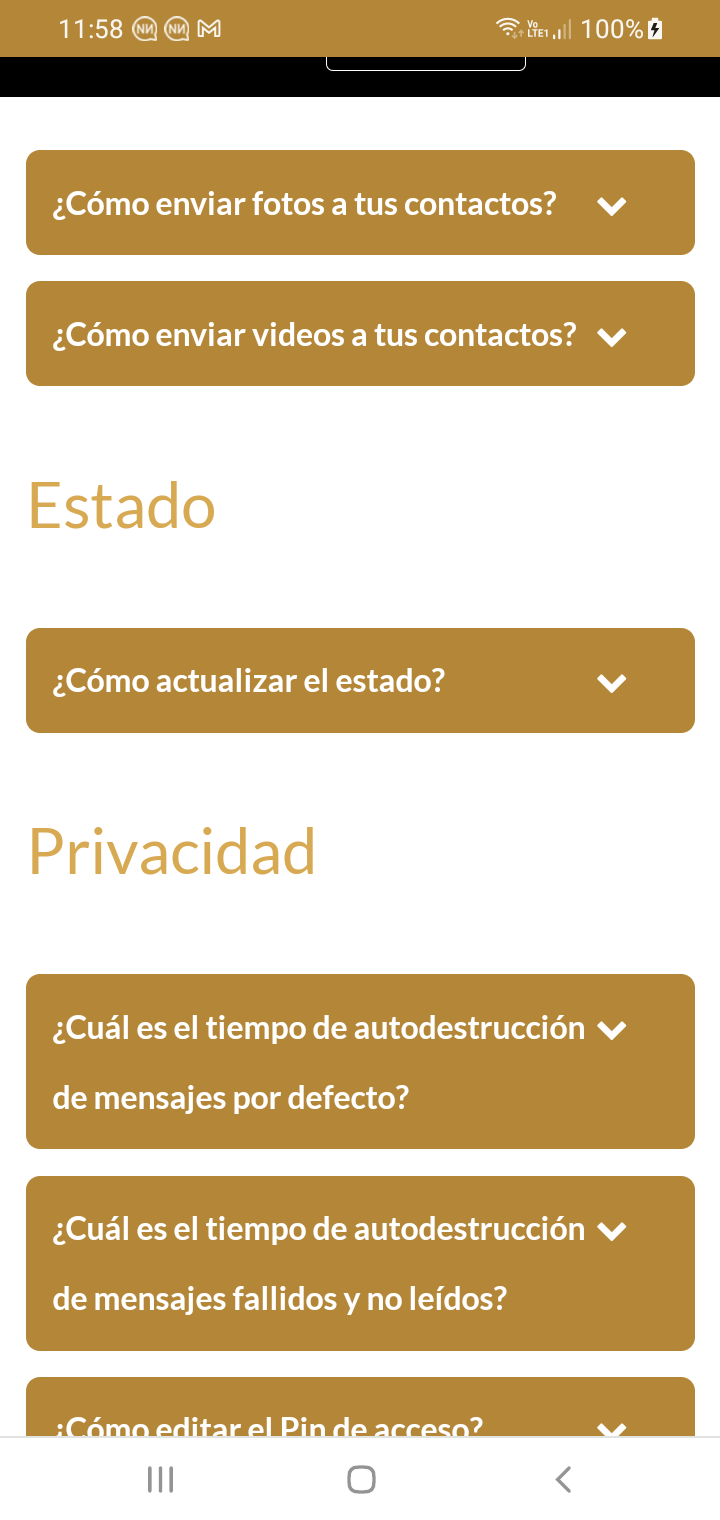 11:58
Vo
LTE1
100%
¿Cómo enviar fotos a tus contactos?
¿Cómo enviar videos a tus contactos?
Estado
¿Cómo actualizar el estado?
Privacidad
¿Cuál es el tiempo de autodestrucción
de mensajes por defecto?
¿Cuál es el tiempo de autodestrucción
de mensajes fallidos y no leídos?
¿Cómo editar el Pin de acceso?